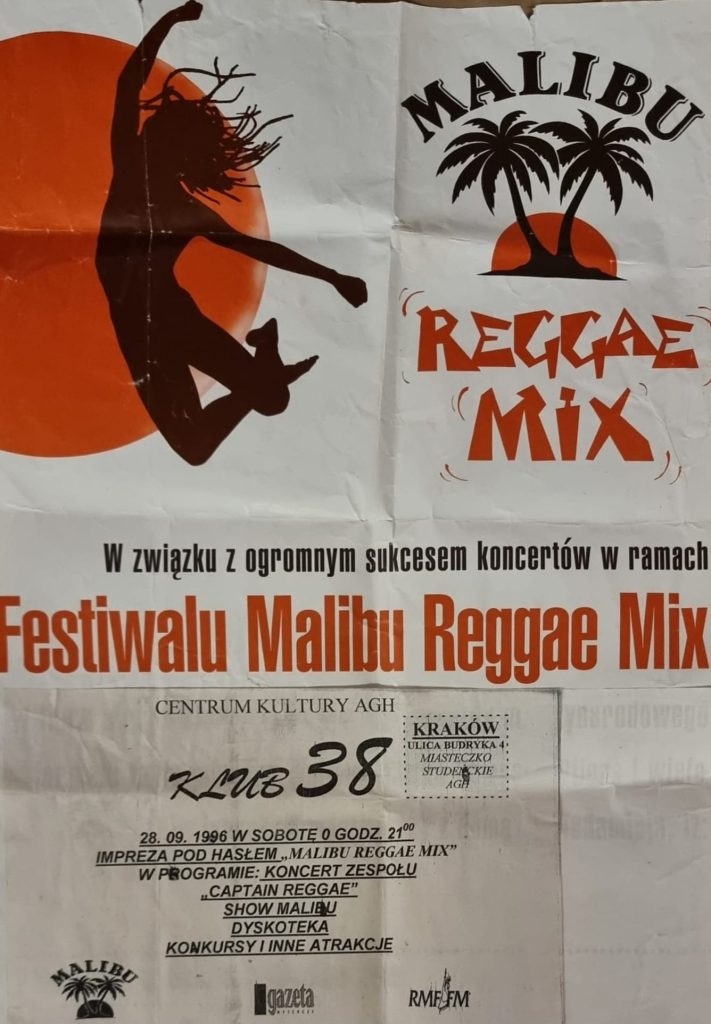 MALIBU
REGGAE
MIX
W związku z ogromnym sukcesem koncertów w ramach
Festiwalu Malibu Reggae Mix
CENTRUM KULTURY AGH
KLUB 38
KRAKÓW
ULICA BUDRYKA 4
MIASTECZKO
STUDENCKIE
AGH
28. 09. 1996 W SOBOTĘ 0 GODZ. 21⁰⁰
IMPREZA POD HASŁEM „MALIBU REGGAE MIX”
W PROGRAMIE: KONCERT ZESPOŁU
„CAPTAIN REGGAE”
SHOW MALIBU
DYSKOTEKA
KONKURSY I INNE ATRAKCJE
MALIBU
gazeta
RMF FM